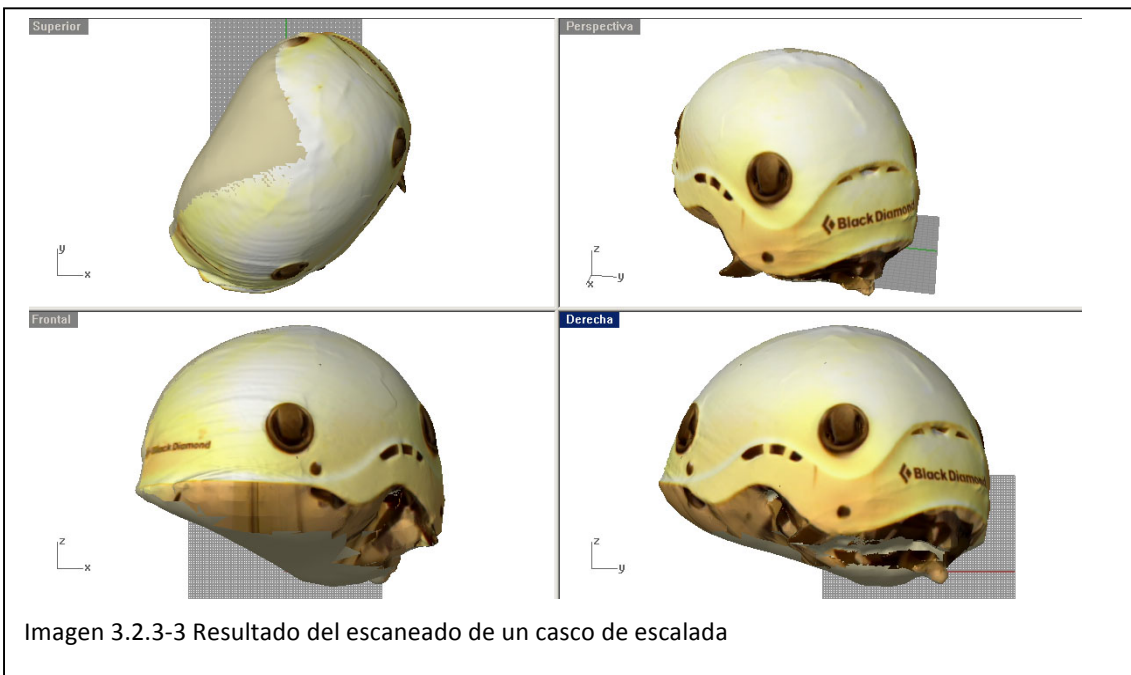 Superior
Perspectiva
y
x
Black Diamond
z
y
x
Frontal
Derecha
Black Diamond
Black Diamond
z
x
z
y
Imagen 3.2.3-3 Resultado del escaneado de un casco de escalada